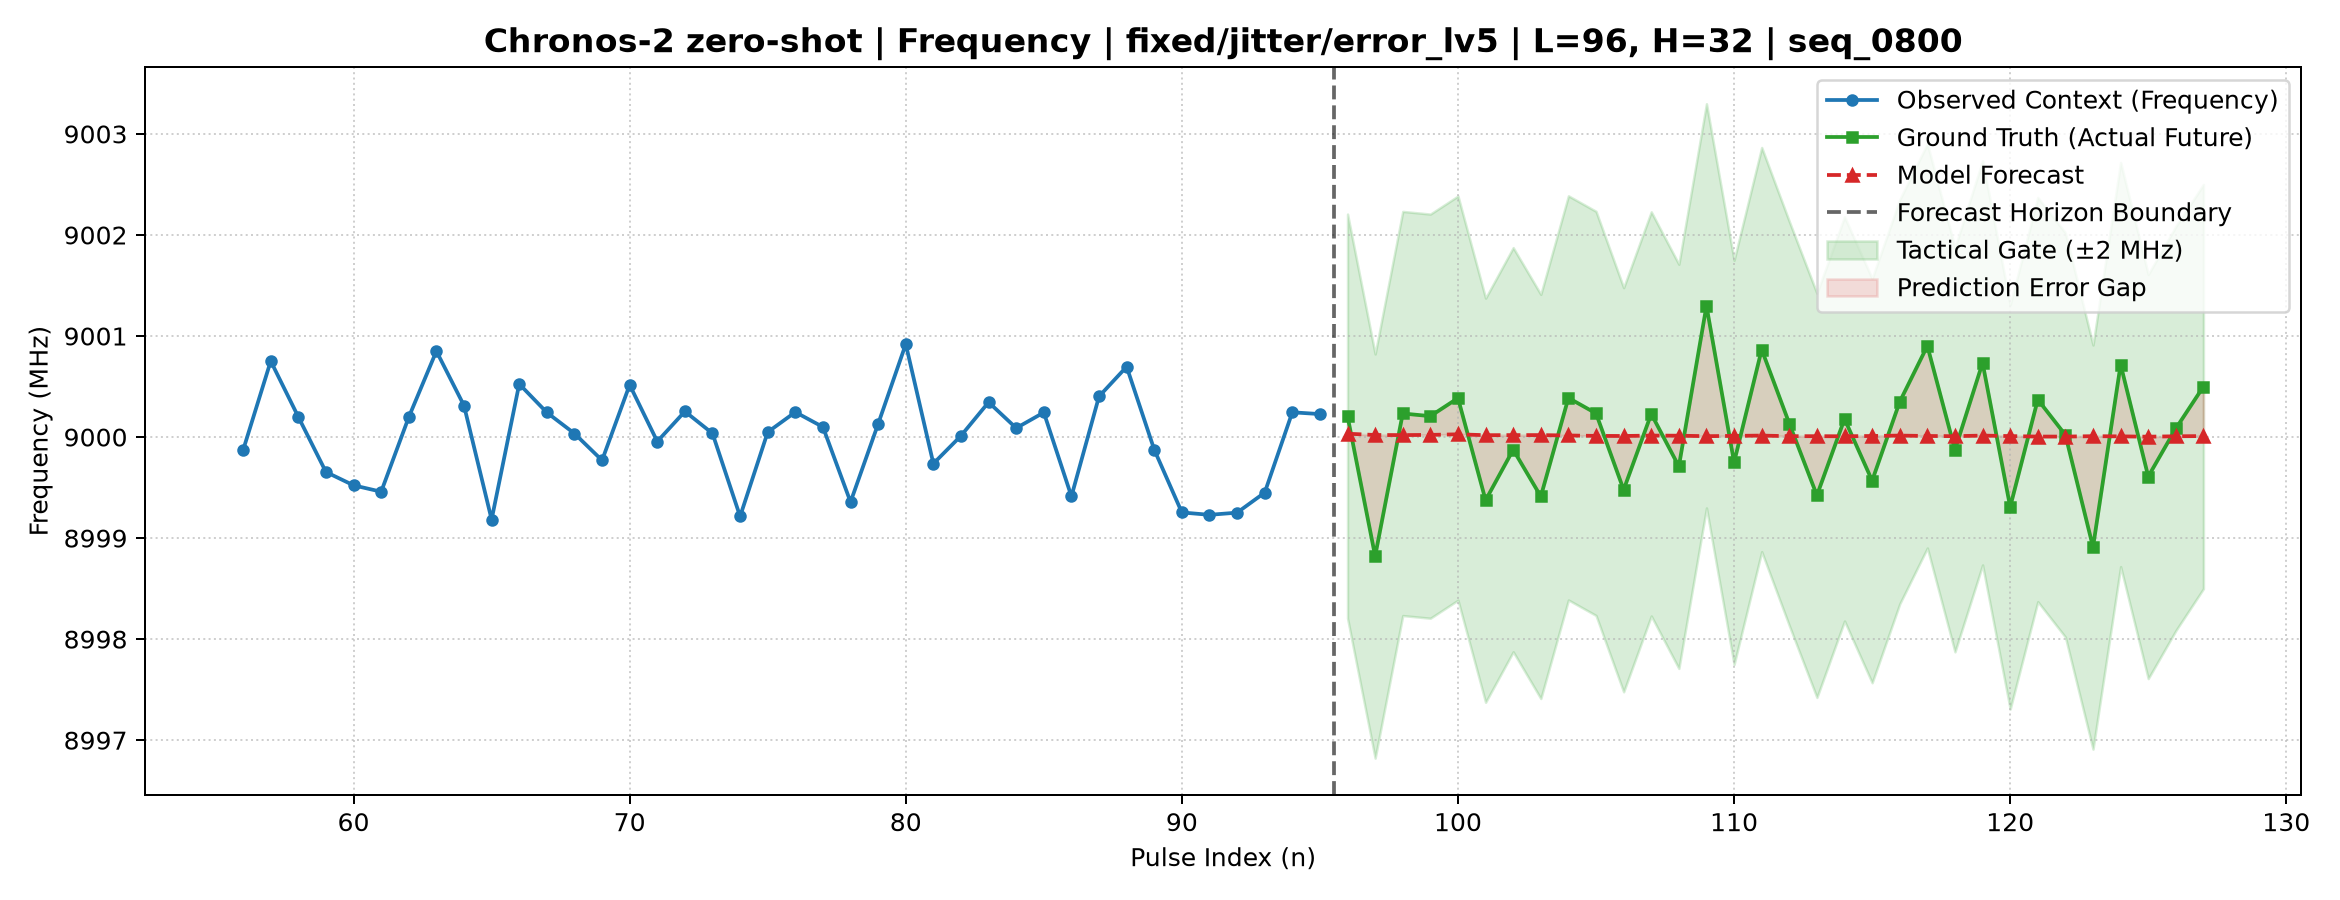 Chronos-2 zero-shot | Frequency | fixed/jitter/error_lv5 | L=96, H=32 | seq_0800
Observed Context (Frequency)
Ground Truth (Actual Future)
Model Forecast
Forecast Horizon Boundary
Tactical Gate (±2 MHz)
Prediction Error Gap
Frequency (MHz)
9003
9002
9001
9000
8999
8998
8997
60 70 80 90 100 110 120 130
Pulse Index (n)